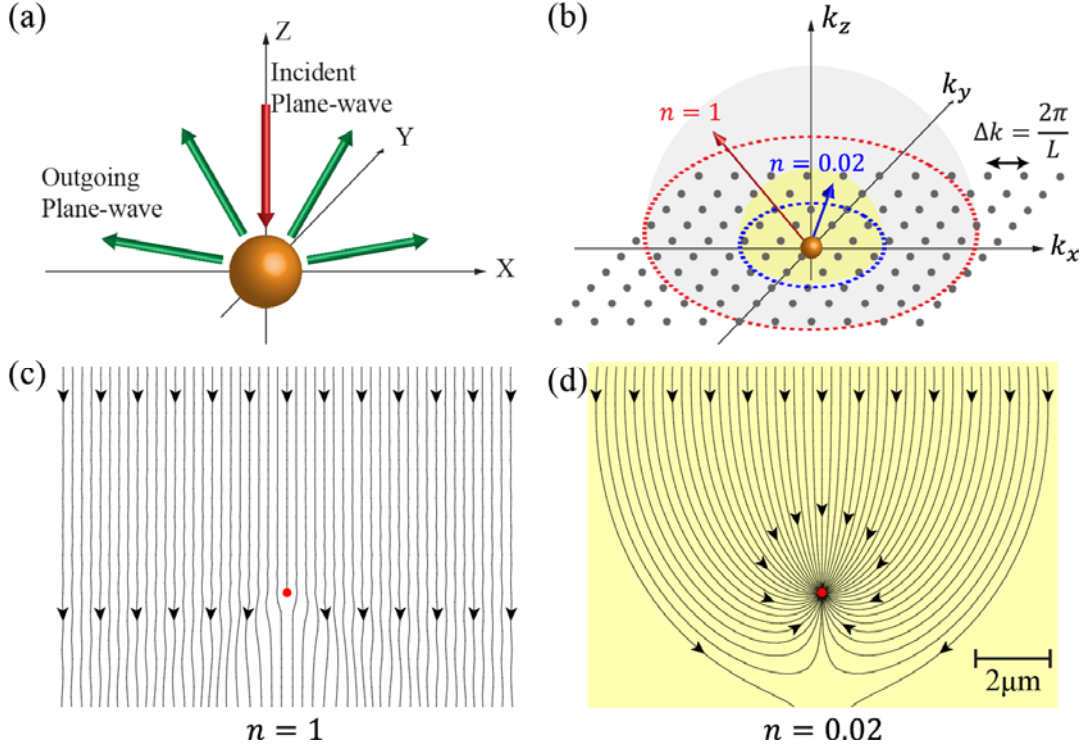 (a)
Z
Incident
Plane-wave
Y
Outgoing
Plane-wave
X
(b)
k_z
k_y
n = 1
n = 0.02
Δk = 2π/L
k_x
(c)
n = 1
(d)
2μm
n = 0.02